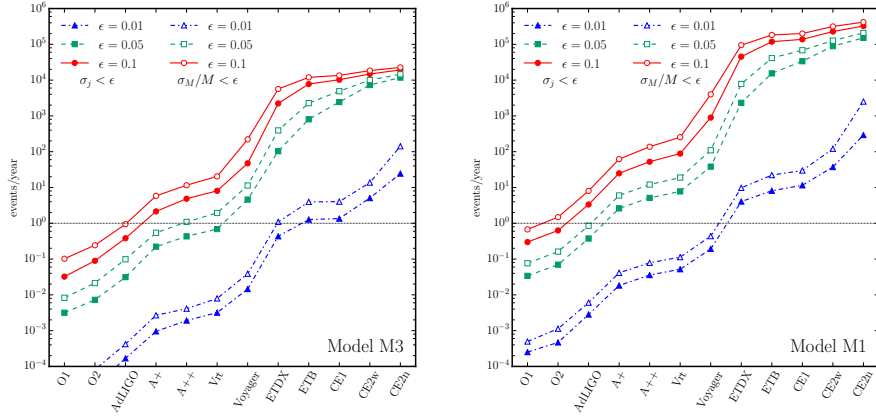 10^6
10^5
10^4
10^3
10^2
10^1
10^0
10^-1
10^-2
10^-3
10^-4
events/year
ϵ = 0.01 ϵ = 0.01
ϵ = 0.05 ϵ = 0.05
ϵ = 0.1 ϵ = 0.1
σ_j < ϵ σ_M/M < ϵ
Model M3
O1 O2 AdLIGO A+ A++ Vrt Voyager ETDX ETB CE1 CE2w CE2n
10^6
10^5
10^4
10^3
10^2
10^1
10^0
10^-1
10^-2
10^-3
10^-4
events/year
ϵ = 0.01 ϵ = 0.01
ϵ = 0.05 ϵ = 0.05
ϵ = 0.1 ϵ = 0.1
σ_j < ϵ σ_M/M < ϵ
Model M1
O1 O2 AdLIGO A+ A++ Vrt Voyager ETDX ETB CE1 CE2w CE2n